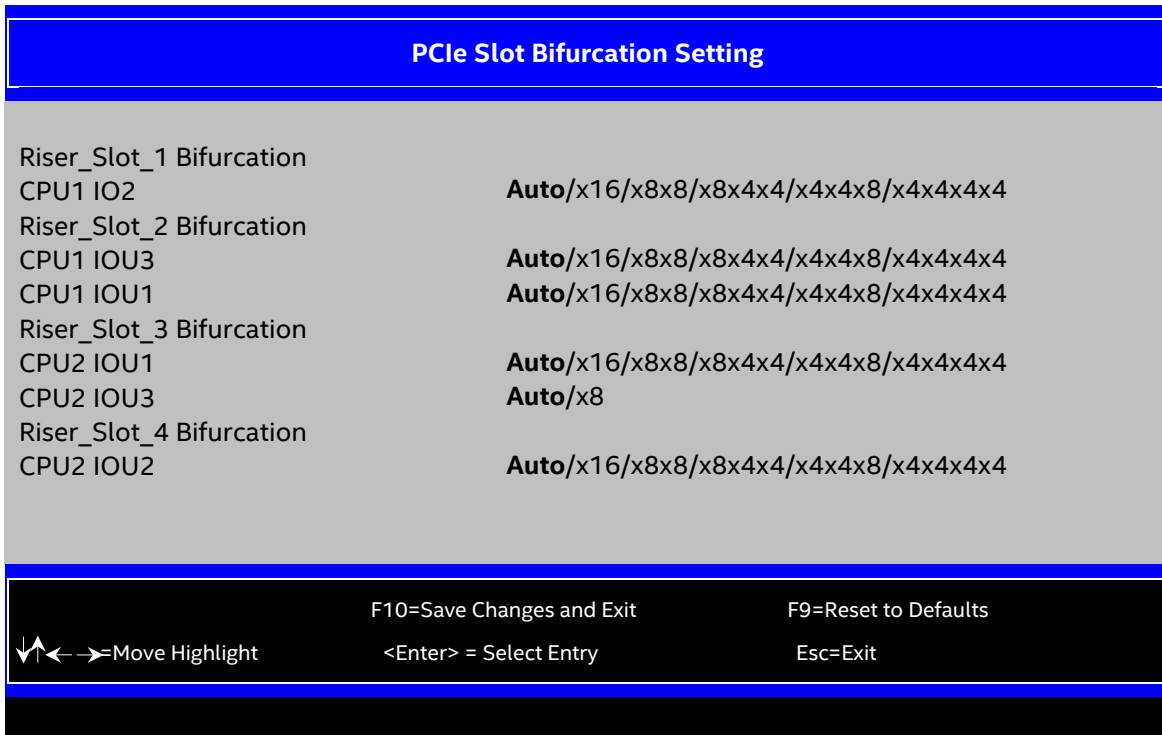 PCIe Slot Bifurcation Setting
Riser_Slot_1 Bifurcation
CPU1 IO2 Auto/x16/x8x8/x8x4x4/x4x4x8/x4x4x4x4
Riser_Slot_2 Bifurcation
CPU1 IOU3 Auto/x16/x8x8/x8x4x4/x4x4x8/x4x4x4x4
CPU1 IOU1 Auto/x16/x8x8/x8x4x4/x4x4x8/x4x4x4x4
Riser_Slot_3 Bifurcation
CPU2 IOU1 Auto/x16/x8x8/x8x4x4/x4x4x8/x4x4x4x4
CPU2 IOU3 Auto/x8
Riser_Slot_4 Bifurcation
CPU2 IOU2 Auto/x16/x8x8/x8x4x4/x4x4x8/x4x4x4x4
F10=Save Changes and Exit F9=Reset to Defaults
↓↑←→=Move Highlight <Enter> = Select Entry Esc=Exit